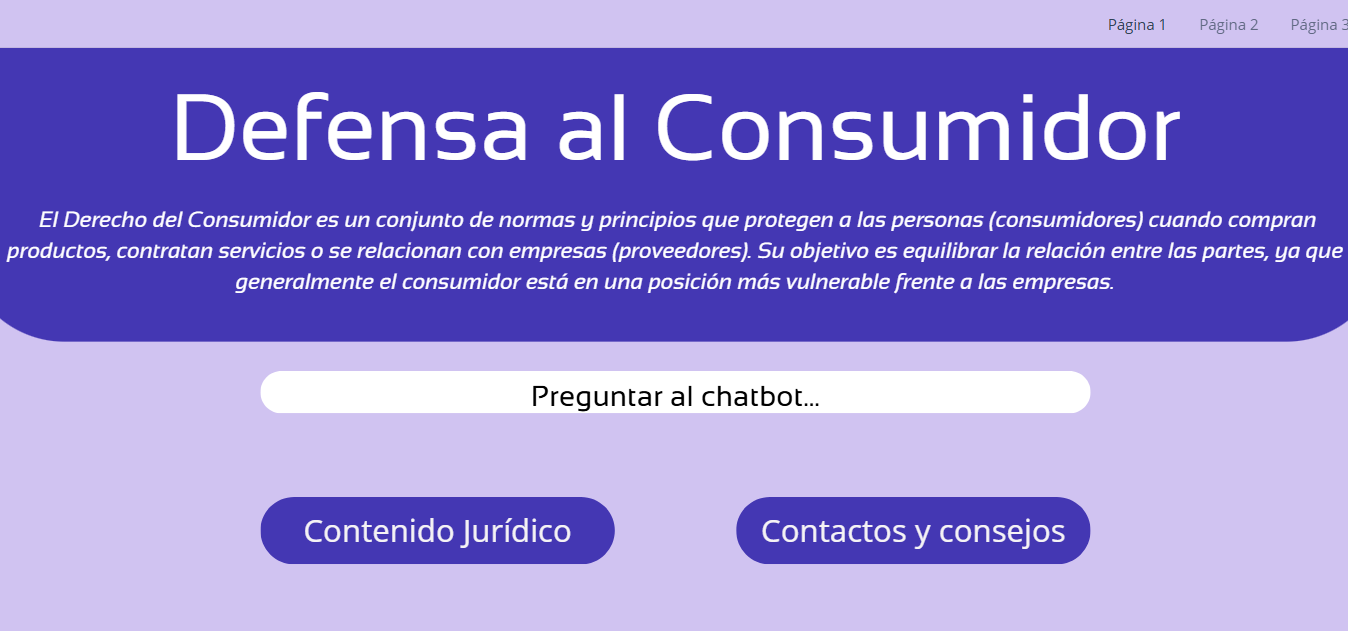 Página 1 Página 2 Página 3
Defensa al Consumidor
El Derecho del Consumidor es un conjunto de normas y principios que protegen a las personas (consumidores) cuando compran
productos, contratan servicios o se relacionan con empresas (proveedores). Su objetivo es equilibrar la relación entre las partes, ya que
generalmente el consumidor está en una posición más vulnerable frente a las empresas.
Preguntar al chatbot...
Contenido Jurídico
Contactos y consejos